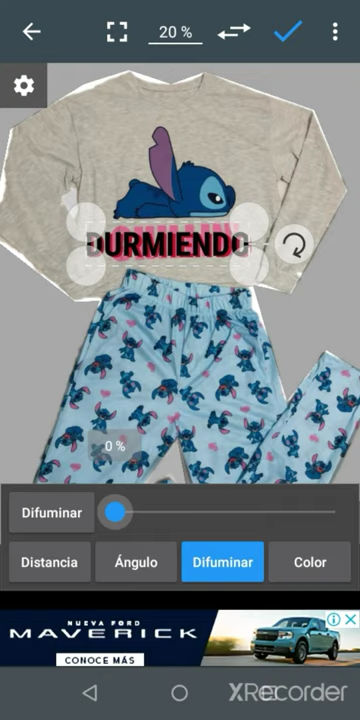 20 %
DURMIENDO
0 %
Difuminar
Distancia
Ángulo
Difuminar
Color
NUEVA FORD
MAVERICK
CONOCE MÁS
XRecorder